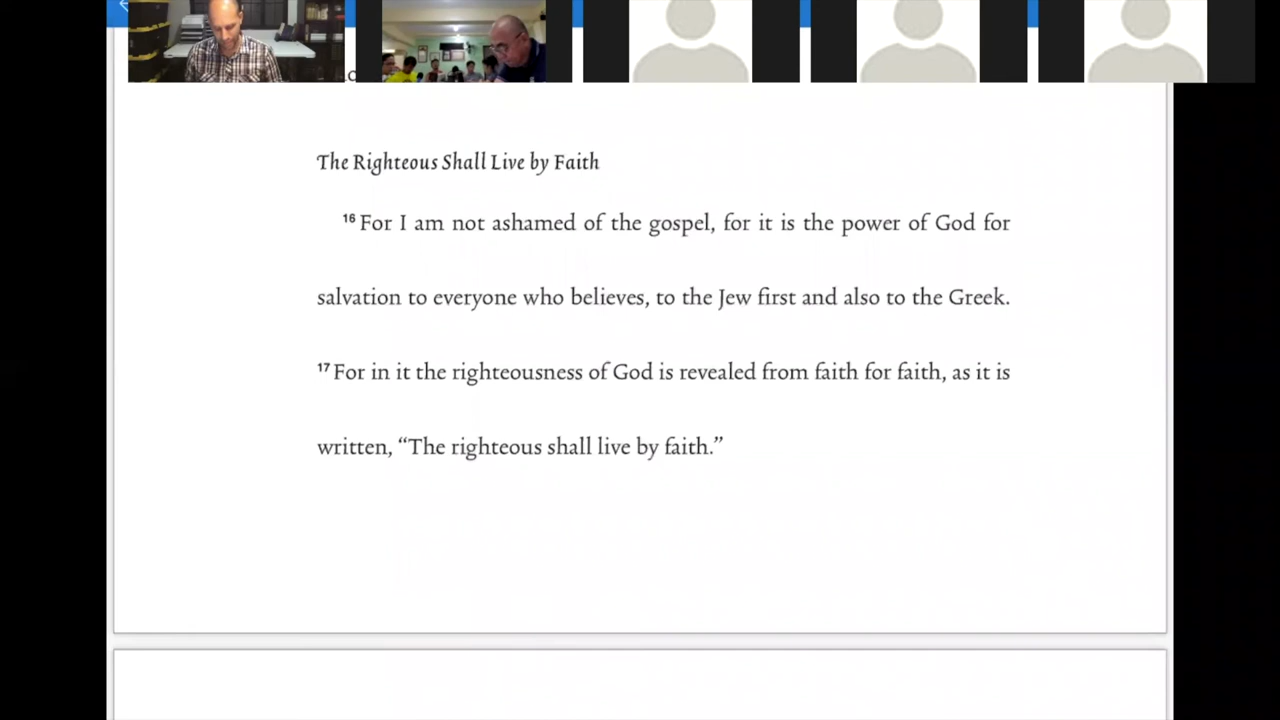 The Righteous Shall Live by Faith
16 For I am not ashamed of the gospel, for it is the power of God for
salvation to everyone who believes, to the Jew first and also to the Greek.
17 For in it the righteousness of God is revealed from faith for faith, as it is
written, “The righteous shall live by faith.”